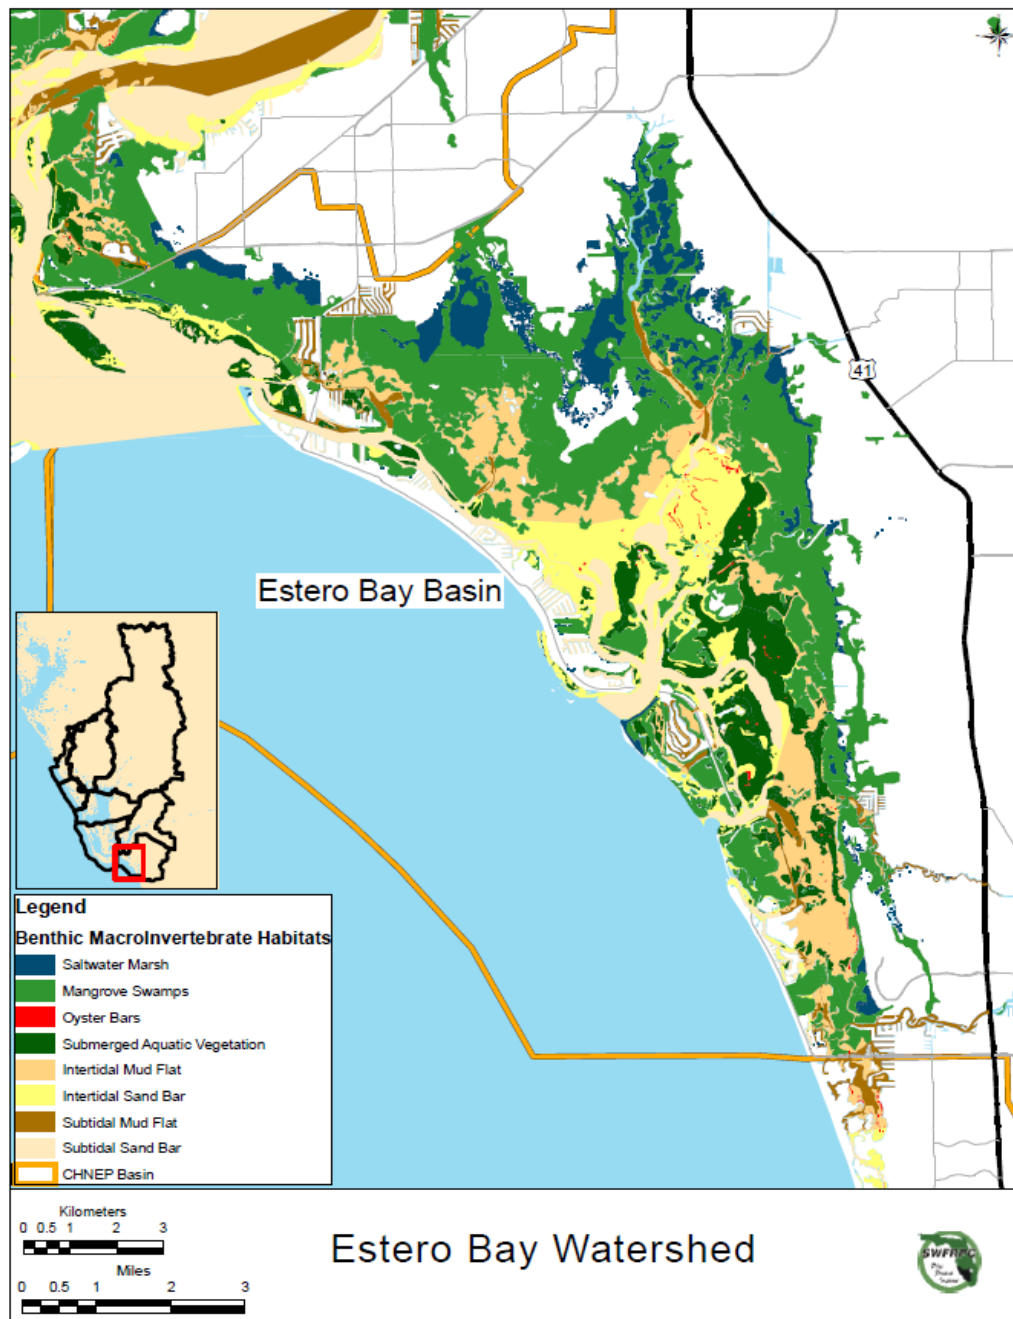 41
Estero Bay Basin
Legend
Benthic MacroInvertebrate Habitats
Saltwater Marsh
Mangrove Swamps
Oyster Bars
Submerged Aquatic Vegetation
Intertidal Mud Flat
Intertidal Sand Bar
Subtidal Mud Flat
Subtidal Sand Bar
CHNEP Basin
Kilometers
0 0.5 1 2 3
Miles
0 0.5 1 2 3
Estero Bay Watershed
SWFRPC